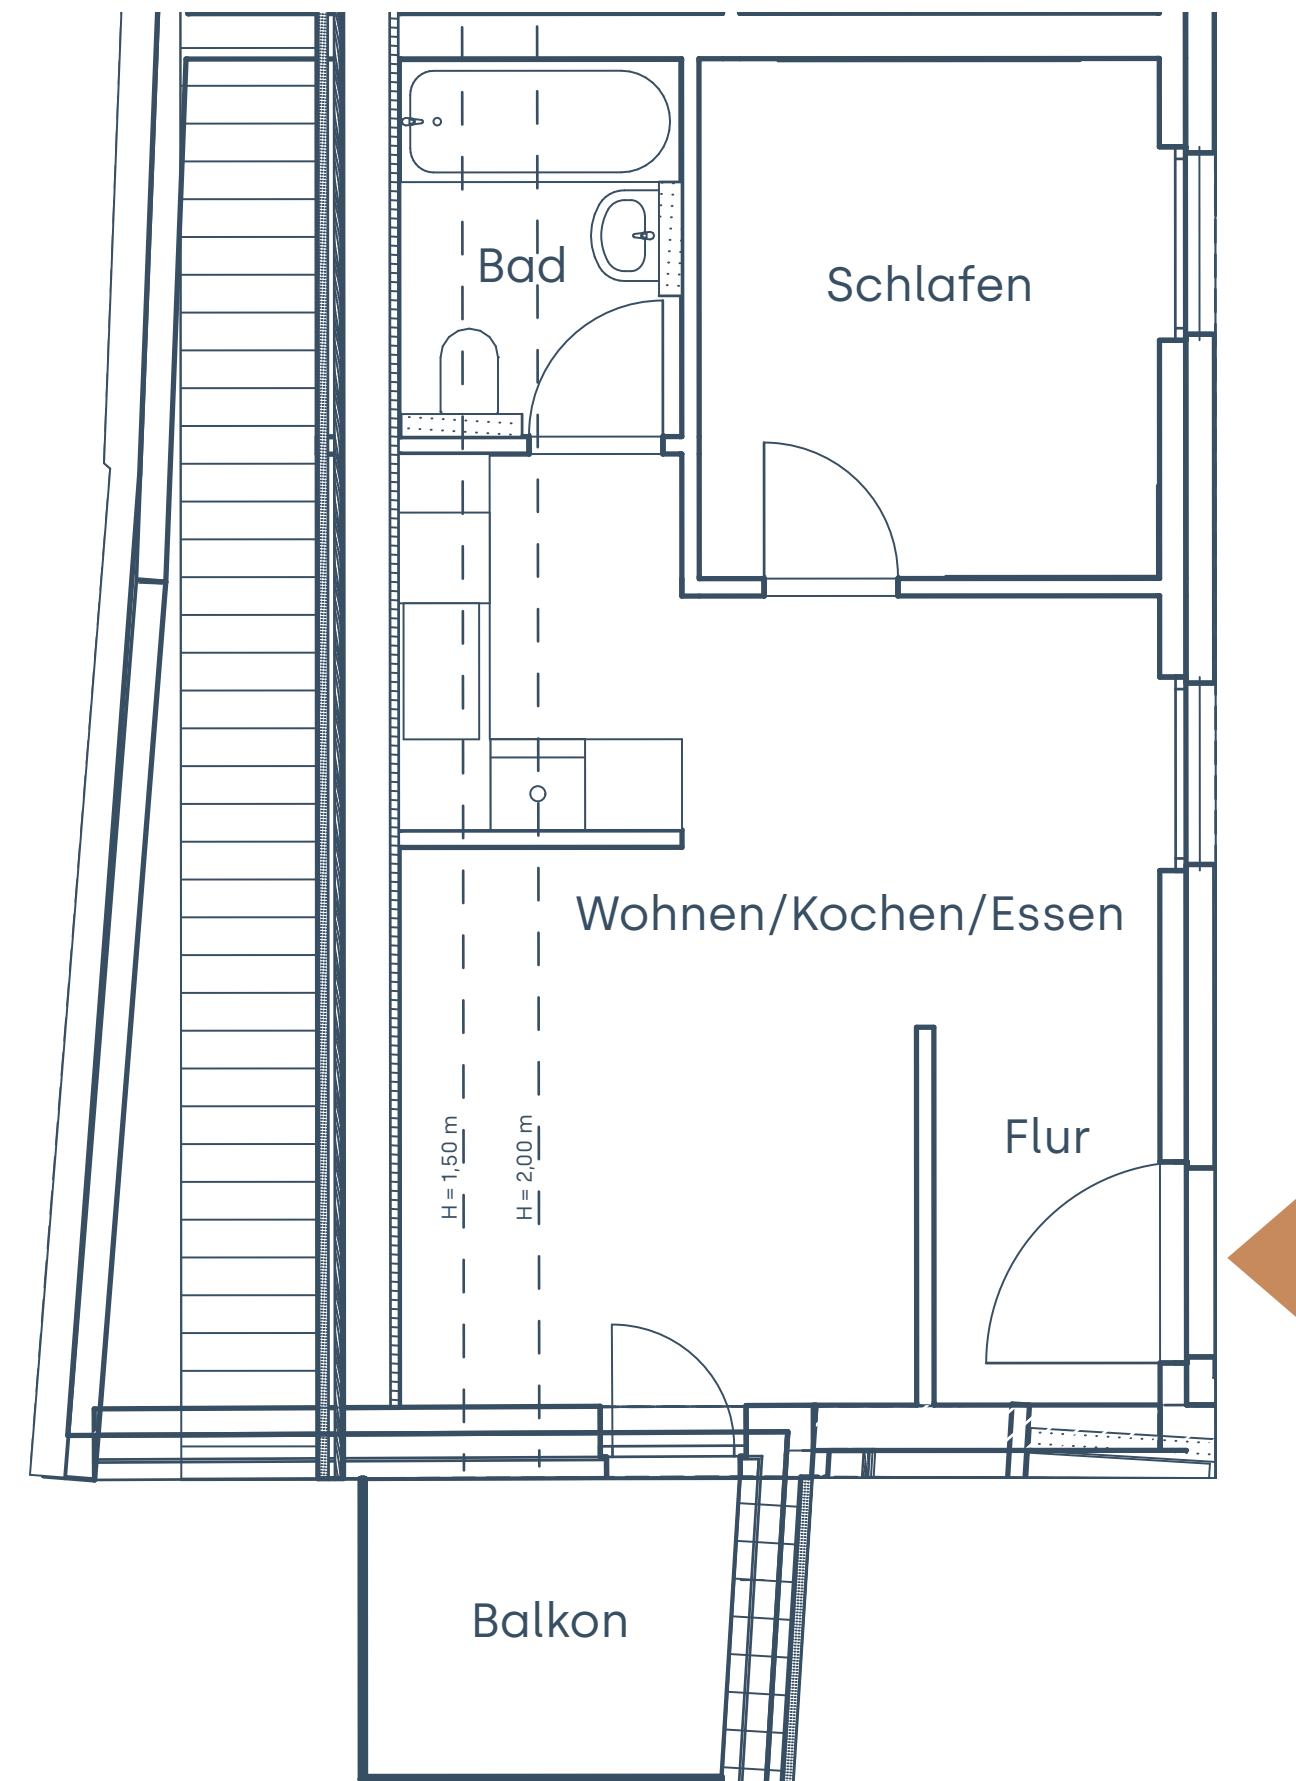 Bad
Schlafen
Wohnen/Kochen/Essen
Flur
H = 1,50 m
H = 2,00 m
Balkon